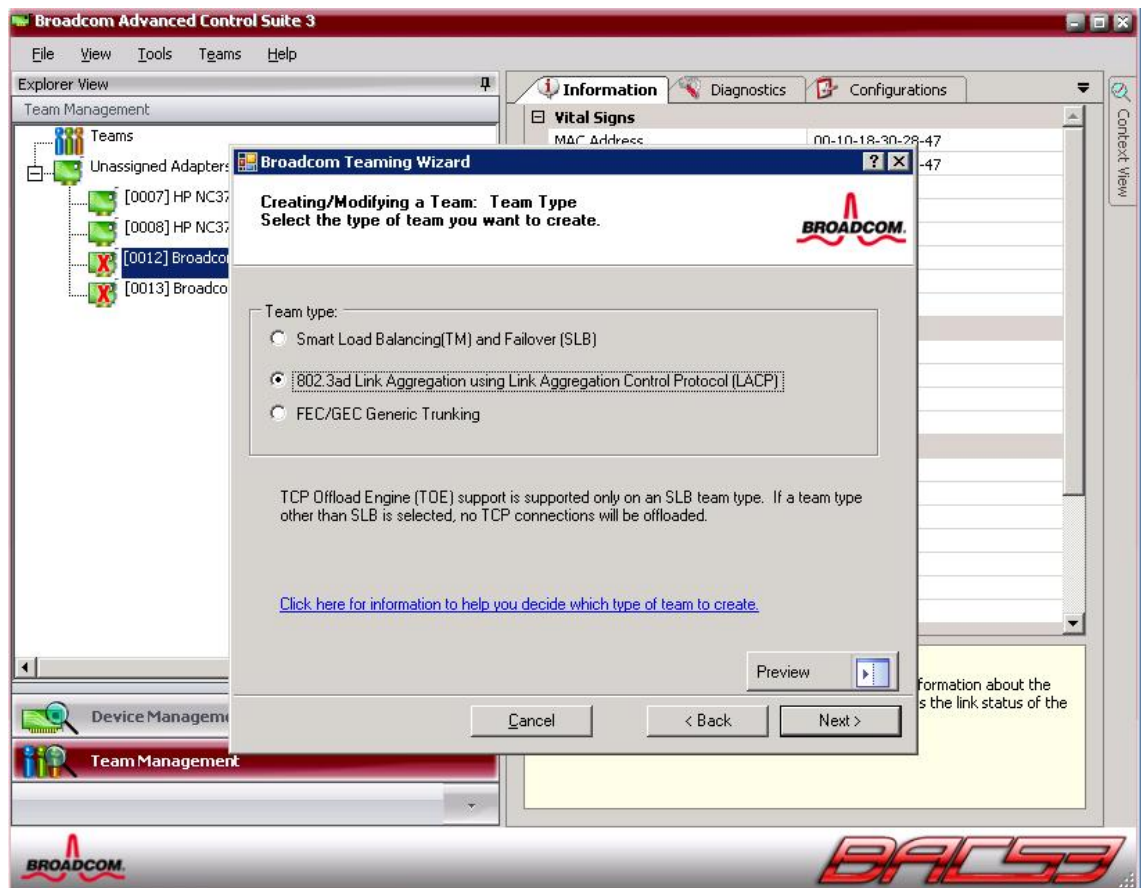 Broadcom Advanced Control Suite 3
File View Tools Teams Help
Explorer View
Team Management
Teams
Unassigned Adapters
[0007] HP NC37
[0008] HP NC37
[0012] Broadco
[0013] Broadco
Device Managem
Team Management
Information Diagnostics Configurations
Vital Signs
MAC Address 00-10-18-30-28-47
-47
Context View
Broadcom Teaming Wizard
Creating/Modifying a Team: Team Type
Select the type of team you want to create.
BROADCOM.
Team type:
Smart Load Balancing(TM) and Failover (SLB)
802.3ad Link Aggregation using Link Aggregation Control Protocol (LACP)
FEC/GEC Generic Trunking
TCP Offload Engine (TOE) support is supported only on an SLB team type. If a team type
other than SLB is selected, no TCP connections will be offloaded.
Click here for information to help you decide which type of team to create.
Preview
Cancel < Back Next >
formation about the
s the link status of the
BROADCOM.
BACS3